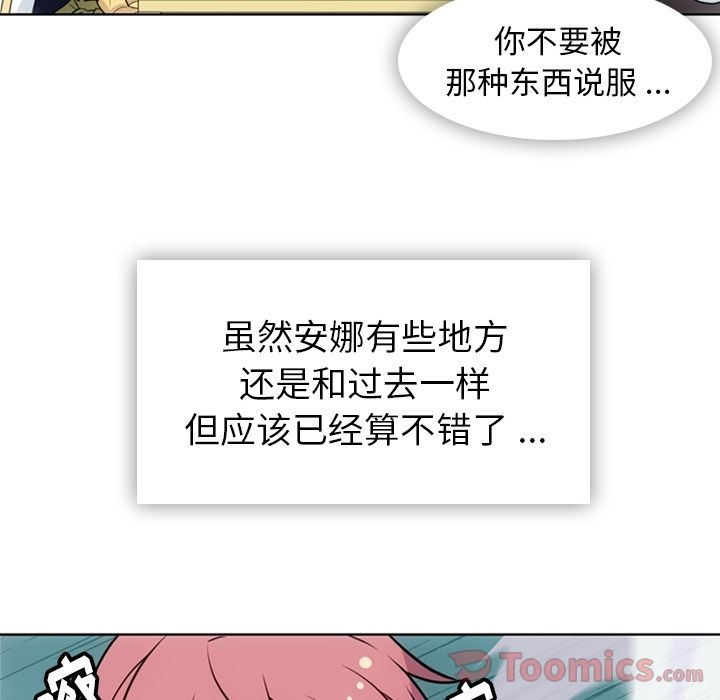 你不要被
那种东西说服 ...
虽然安娜有些地方
还是和过去一样
但应该已经算不错了 ...
Toomics.com